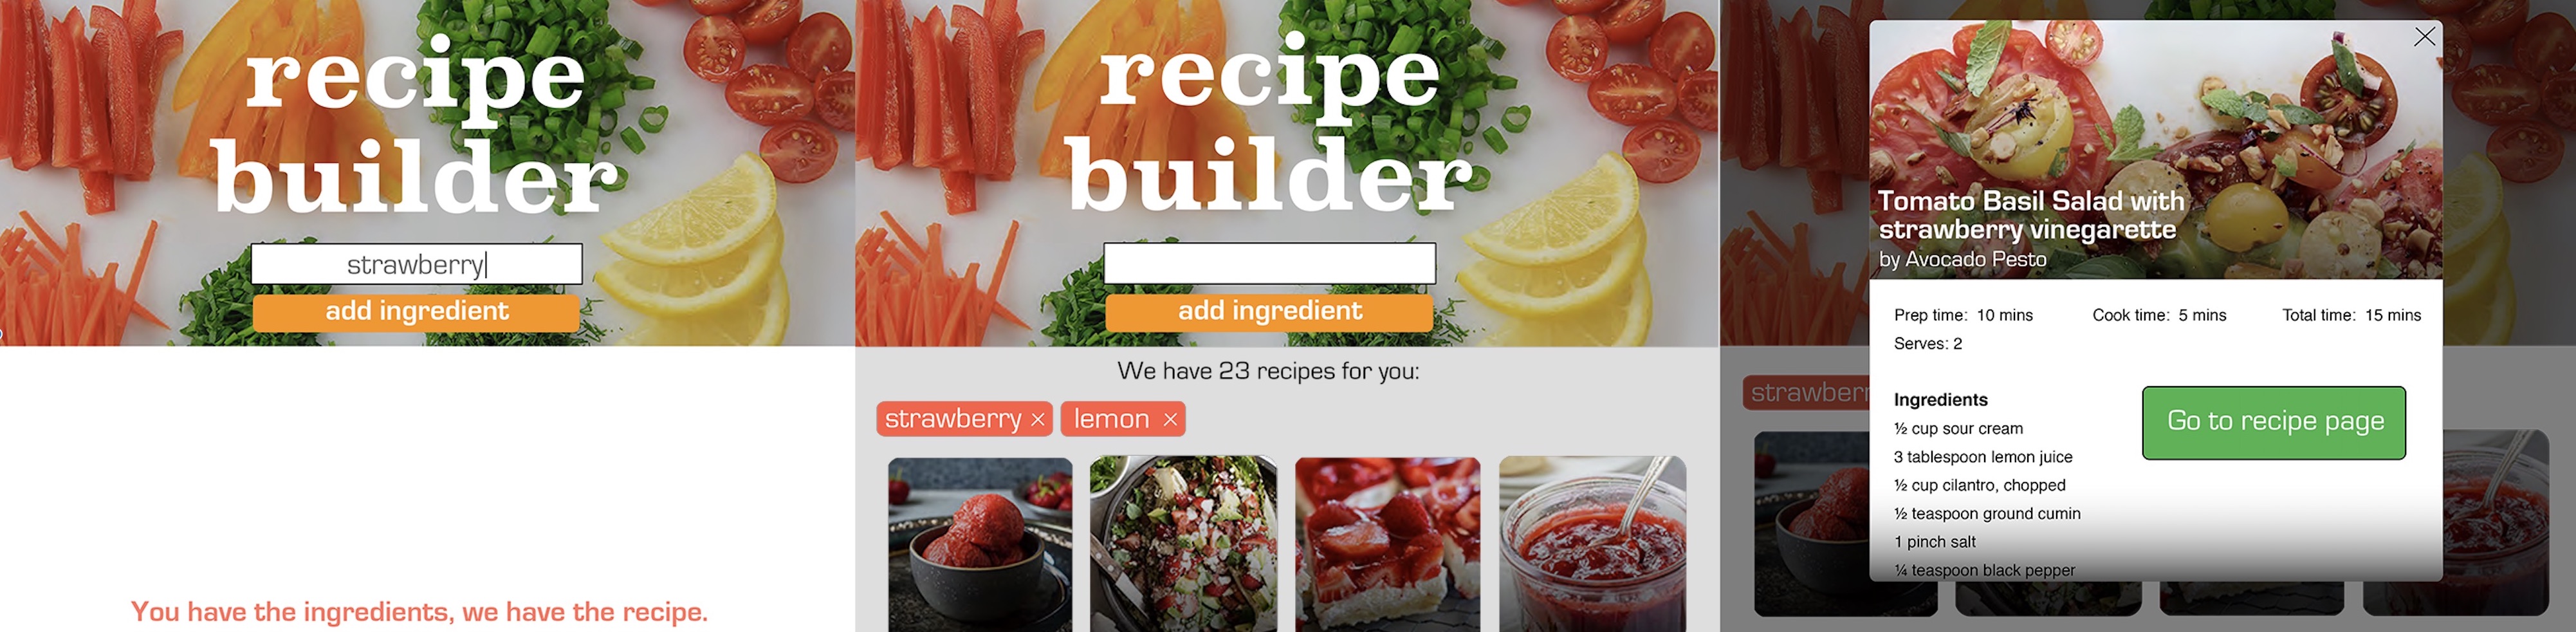 recipe
builder
strawberry
add ingredient
You have the ingredients, we have the recipe.
recipe
builder
add ingredient
We have 23 recipes for you:
strawberry × lemon ×
strawberr
Tomato Basil Salad with
strawberry vinegarette
by Avocado Pesto
Prep time: 10 mins Cook time: 5 mins Total time: 15 mins
Serves: 2
Ingredients
½ cup sour cream
3 tablespoon lemon juice
½ cup cilantro, chopped
½ teaspoon ground cumin
1 pinch salt
¼ teaspoon black pepper
Go to recipe page